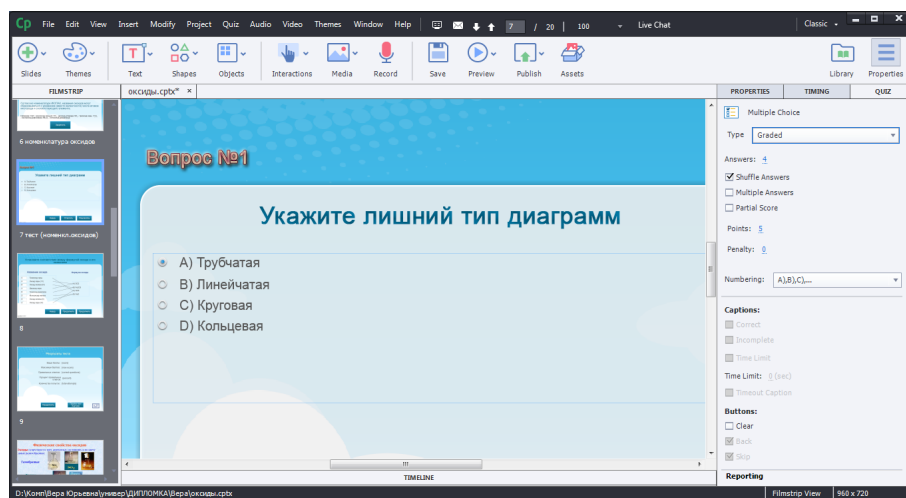 Cp File Edit View Insert Modify Project Quiz Audio Video Themes Window Help 7 / 20 100 Live Chat Classic
Slides Themes Text Shapes Objects Interactions Media Record Save Preview Publish Assets Library Properties
FILMSTRIP
оксиды.cptx* ×
PROPERTIES TIMING QUIZ
6 номенклатура оксидов
7 тест (номенкл.оксидов)
8
9
Вопрос №1
Укажите лишний тип диаграмм
A) Трубчатая
B) Линейчатая
C) Круговая
D) Кольцевая
TIMELINE
Multiple Choice
Type Graded
Answers: 4
Shuffle Answers
Multiple Answers
Partial Score
Points: 5
Penalty: 0
Numbering: A),B),C),...
Captions:
Correct
Incomplete
Time Limit
Time Limit: 0 (sec)
Timeout Caption
Buttons:
Clear
Back
Skip
Reporting
D:\Комп\Вера Юрьевна\универ\ДИПЛОМКА\Вера\оксиды.cptx
Filmstrip View 960 x 720